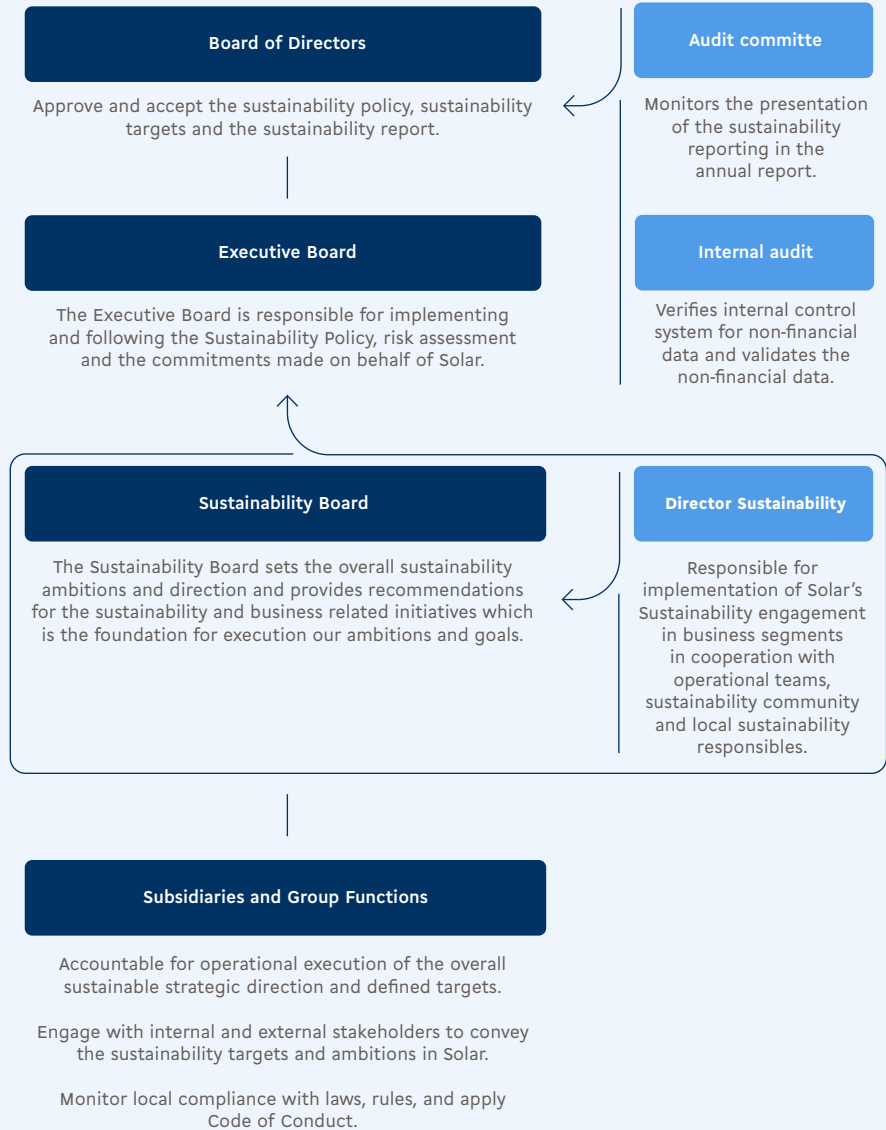 Board of Directors
Approve and accept the sustainability policy, sustainability
targets and the sustainability report.
Audit committe
Monitors the presentation
of the sustainability
reporting in the
annual report.
Executive Board
The Executive Board is responsible for implementing
and following the Sustainability Policy, risk assessment
and the commitments made on behalf of Solar.
Internal audit
Verifies internal control
system for non-financial
data and validates the
non-financial data.
Sustainability Board
The Sustainability Board sets the overall sustainability
ambitions and direction and provides recommendations
for the sustainability and business related initiatives which
is the foundation for execution our ambitions and goals.
Director Sustainability
Responsible for
implementation of Solar's
Sustainability engagement
in business segments
in cooperation with
operational teams,
sustainability community
and local sustainability
responsibles.
Subsidiaries and Group Functions
Accountable for operational execution of the overall
sustainable strategic direction and defined targets.
Engage with internal and external stakeholders to convey
the sustainability targets and ambitions in Solar.
Monitor local compliance with laws, rules, and apply
Code of Conduct.